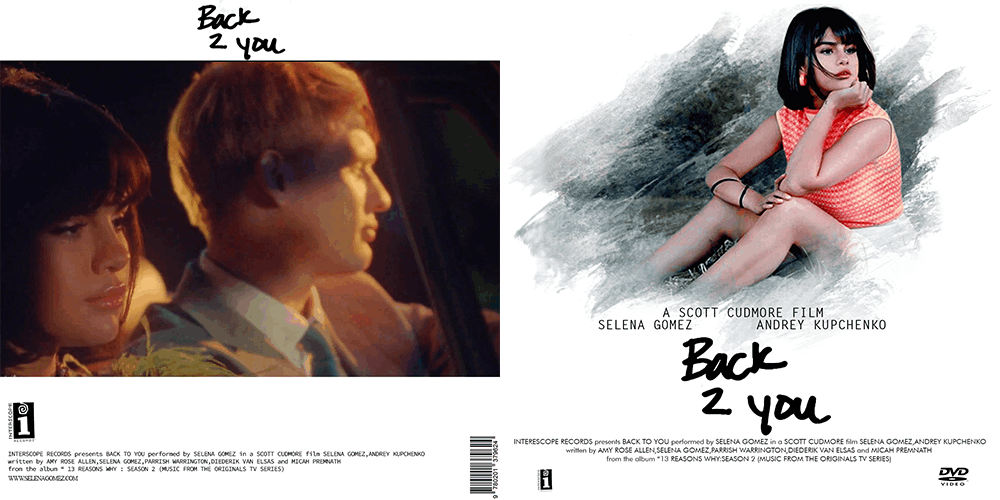 Back
2 you
INTERSCOPE
RECORDS
INTERSCOPE RECORDS presents BACK TO YOU performed by SELENA GOMEZ in a SCOTT CUDMORE film SELENA GOMEZ,ANDREY KUPCHENKO
written by AMY ROSE ALLEN,SELENA GOMEZ,PARRISH WARRINGTON,DIEDERIK VAN ELSAS and MICAH PREMNATH
from the album " 13 REASONS WHY : SEASON 2 (MUSIC FROM THE ORIGINALS TV SERIES)
WWW.SELENAGOMEZ.COM
9 780201 379624
A SCOTT CUDMORE FILM
SELENA GOMEZ ANDREY KUPCHENKO
Back
2 you
INTERSCOPE RECORDS presents BACK TO YOU performed by SELENA GOMEZ in a SCOTT CUDMORE film SELENA GOMEZ,ANDREY KUPCHENKO
written by AMY ROSE ALLEN,SELENA GOMEZ,PARRISH WARRINGTON,DIEDERIK VAN ELSAS and MICAH PREMNATH
from the album "13 REASONS WHY:SEASON 2 (MUSIC FROM THE ORIGINALS TV SERIES)
DVD
VIDEO